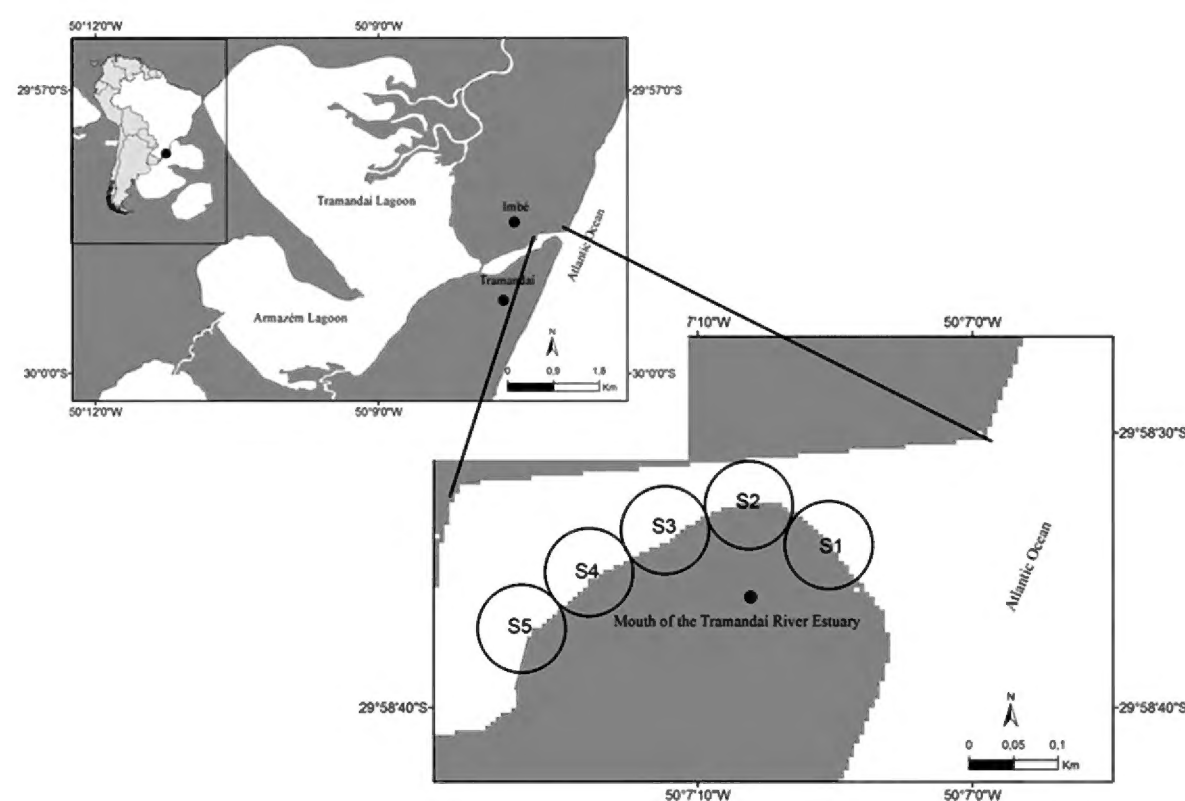 50°12'0"W
50°9'0"W
29°57'0"S
29°57'0"S
Tramandai Lagoon
Imbé
Atlantic Ocean
Tramandaí
Armazém Lagoon
N
0
0,9
1,8
Km
30°0'0"S
30°0'0"S
50°12'0"W
50°9'0"W
7'10"W
50°7'0"W
29°58'30"S
S2
S3
S1
S4
S5
Atlantic Ocean
Mouth of the Tramandai River Estuary
N
0
0,05
0,1
Km
29°58'40"S
29°58'40"S
50°7'10"W
50°7'0"W